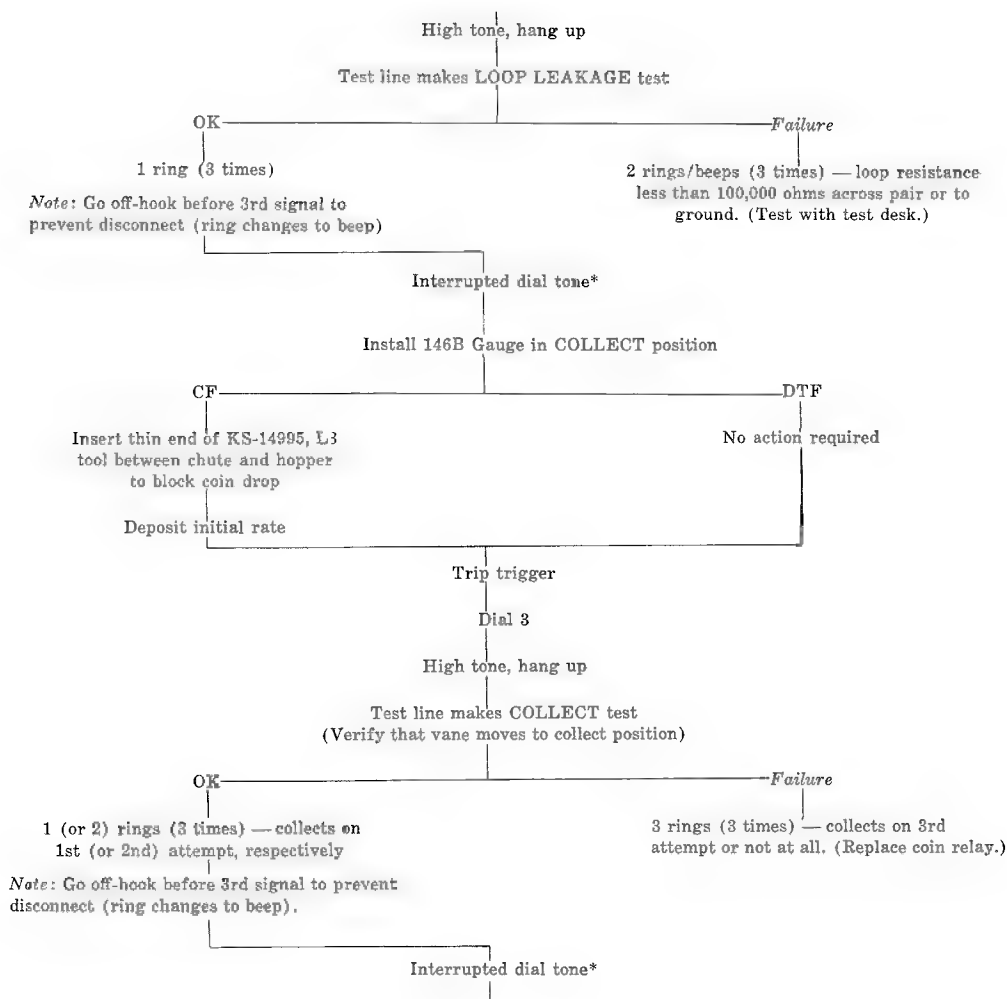 High tone, hang up
Test line makes LOOP LEAKAGE test
OK
Failure
1 ring (3 times)
Note: Go off-hook before 3rd signal to
prevent disconnect (ring changes to beep)
2 rings/beeps (3 times) — loop resistance
less than 100,000 ohms across pair or to
ground. (Test with test desk.)
Interrupted dial tone*
Install 146B Gauge in COLLECT position
CF
DTF
Insert thin end of KS-14995, L3
tool between chute and hopper
to block coin drop
No action required
Deposit initial rate
Trip trigger
Dial 3
High tone, hang up
Test line makes COLLECT test
(Verify that vane moves to collect position)
OK
Failure
1 (or 2) rings (3 times) — collects on
1st (or 2nd) attempt, respectively
3 rings (3 times) — collects on 3rd
attempt or not at all. (Replace coin relay.)
Note: Go off-hook before 3rd signal to prevent
disconnect (ring changes to beep).
Interrupted dial tone*